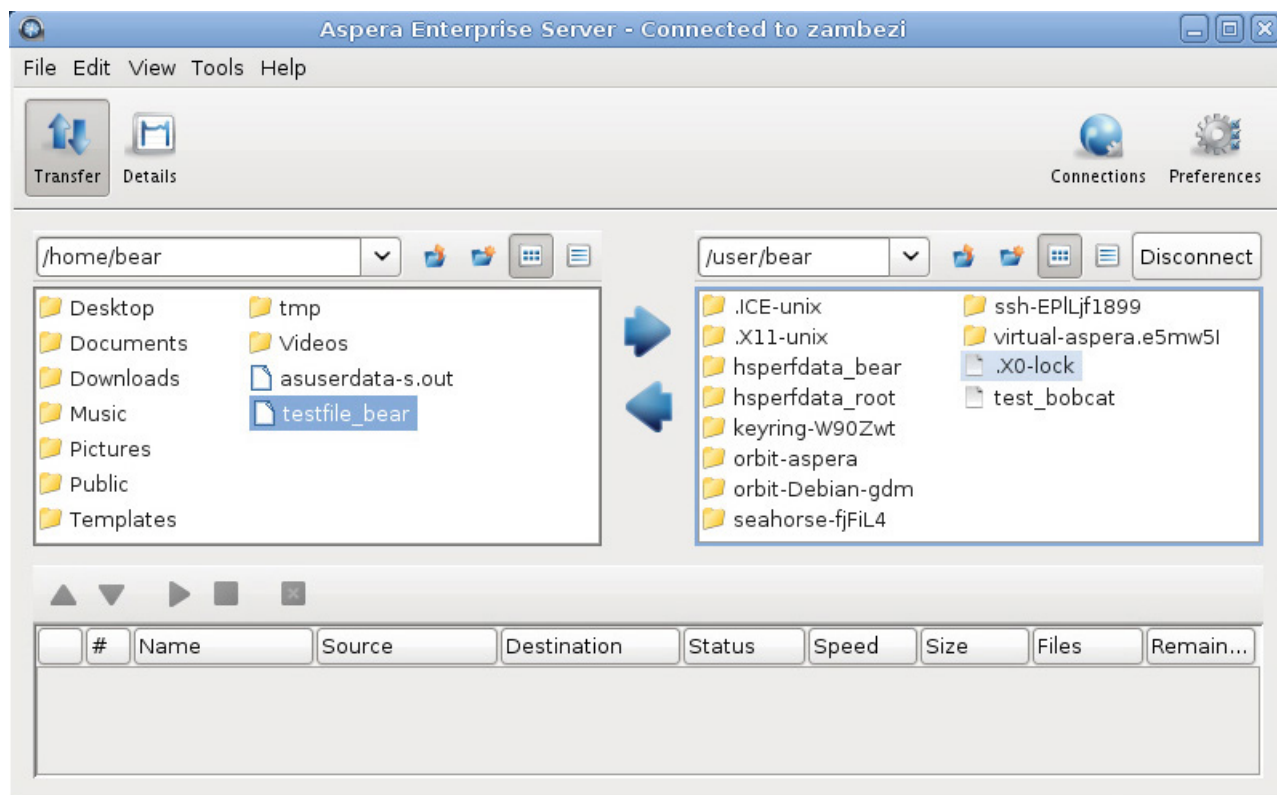 Aspera Enterprise Server - Connected to zambezi
File Edit View Tools Help
Transfer Details Connections Preferences
/home/bear
Desktop
Documents
Downloads
Music
Pictures
Public
Templates
tmp
Videos
asuserdata-s.out
testfile_bear
/user/bear Disconnect
.ICE-unix
.X11-unix
hsperfdata_bear
hsperfdata_root
keyring-W90Zwt
orbit-aspera
orbit-Debian-gdm
seahorse-fjFiL4
ssh-EPlLjf1899
virtual-aspera.e5mw5I
.X0-lock
test_bobcat
# Name Source Destination Status Speed Size Files Remain...